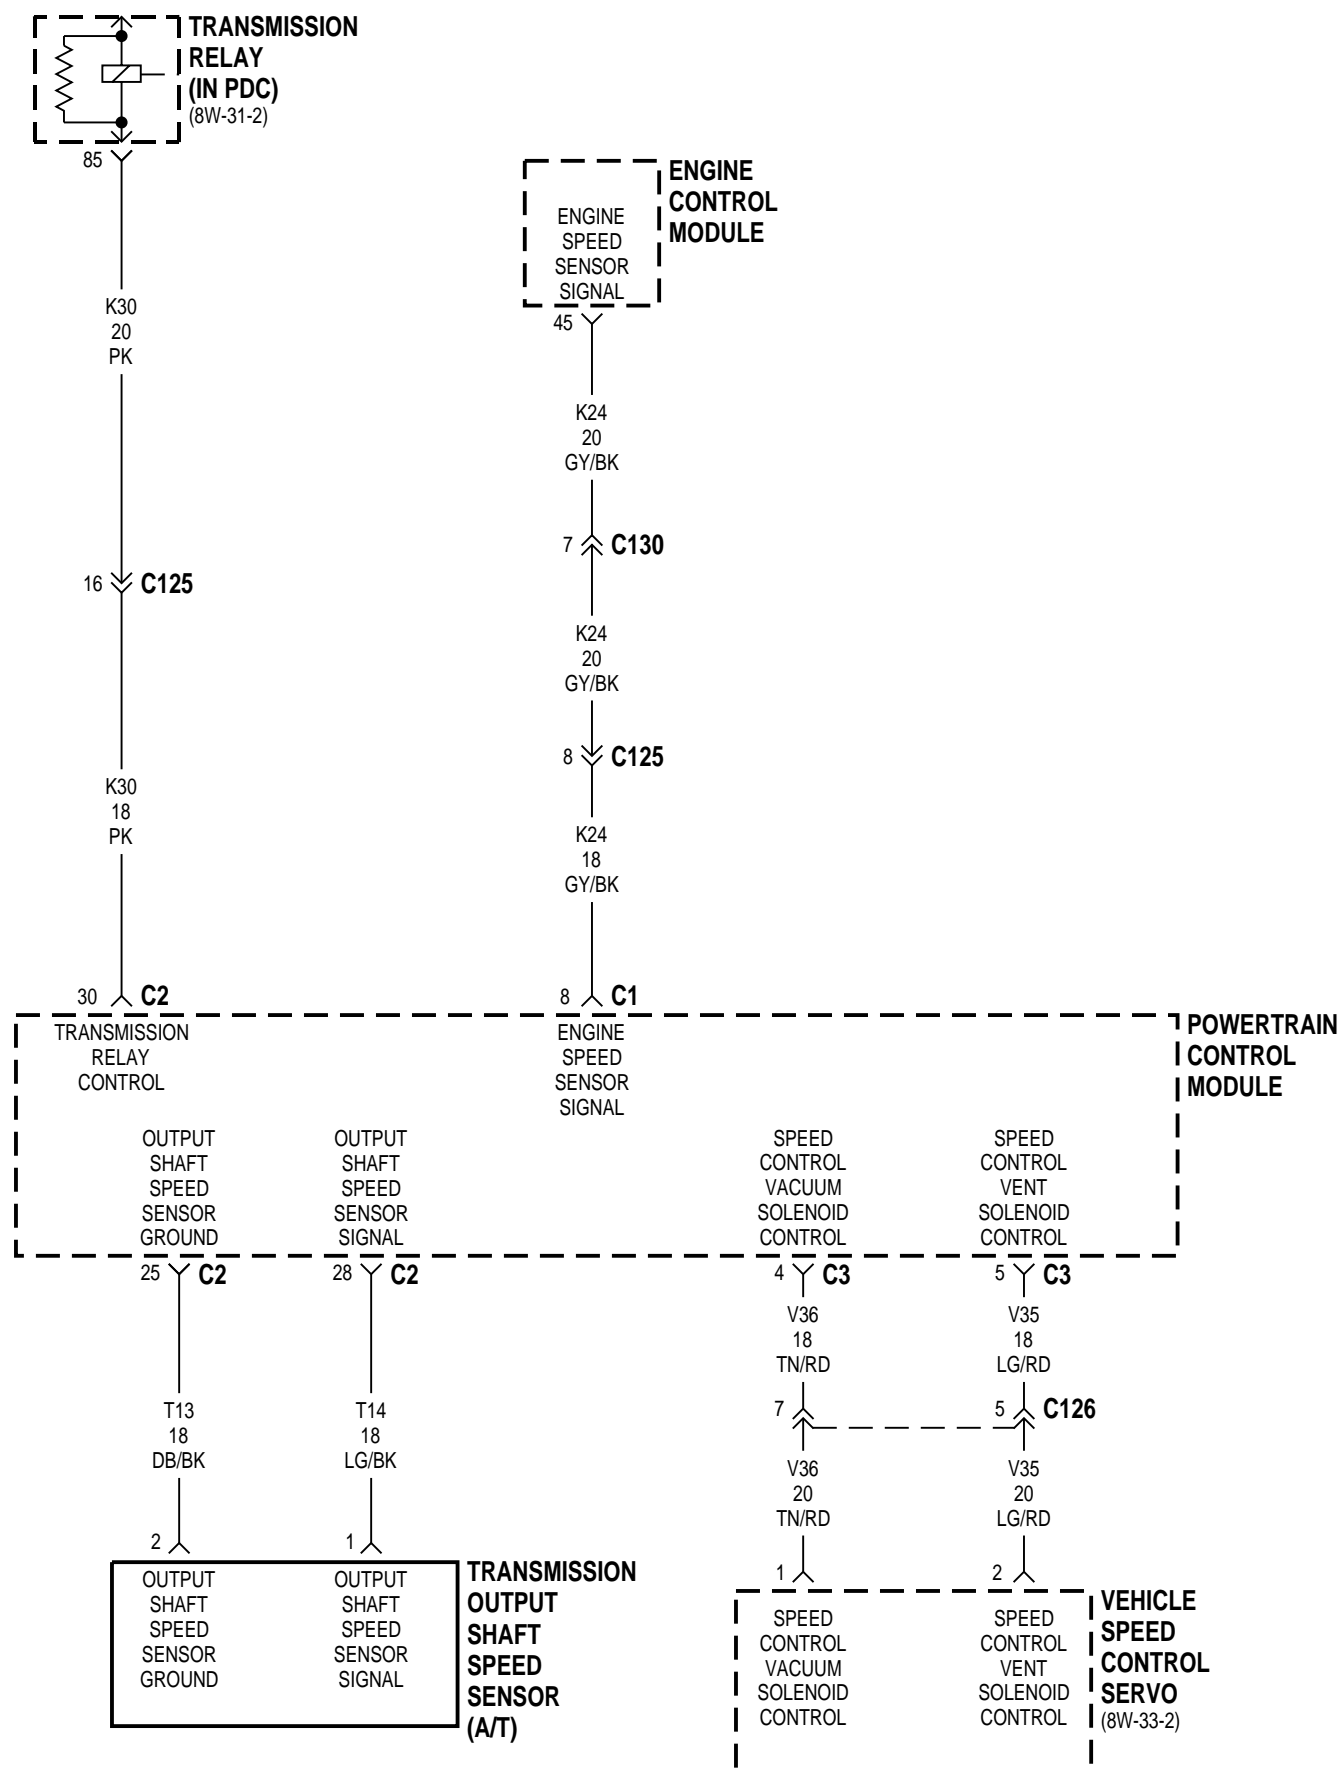 TRANSMISSION
RELAY
(IN PDC)
(8W-31-2)
85
K30
20
PK
16
C125
K30
18
PK
30
C2
ENGINE
CONTROL
MODULE
ENGINE
SPEED
SENSOR
SIGNAL
45
K24
20
GY/BK
7
C130
K24
20
GY/BK
8
C125
K24
18
GY/BK
8
C1
POWERTRAIN
CONTROL
MODULE
TRANSMISSION
RELAY
CONTROL
ENGINE
SPEED
SENSOR
SIGNAL
OUTPUT
SHAFT
SPEED
SENSOR
GROUND
OUTPUT
SHAFT
SPEED
SENSOR
SIGNAL
SPEED
CONTROL
VACUUM
SOLENOID
CONTROL
SPEED
CONTROL
VENT
SOLENOID
CONTROL
25
C2
28
C2
4
C3
5
C3
T13
18
DB/BK
T14
18
LG/BK
V36
18
TN/RD
V35
18
LG/RD
7
5
C126
V36
20
TN/RD
V35
20
LG/RD
2
1
1
2
OUTPUT
SHAFT
SPEED
SENSOR
GROUND
OUTPUT
SHAFT
SPEED
SENSOR
SIGNAL
TRANSMISSION
OUTPUT
SHAFT
SPEED
SENSOR
(A/T)
SPEED
CONTROL
VACUUM
SOLENOID
CONTROL
SPEED
CONTROL
VENT
SOLENOID
CONTROL
VEHICLE
SPEED
CONTROL
SERVO
(8W-33-2)